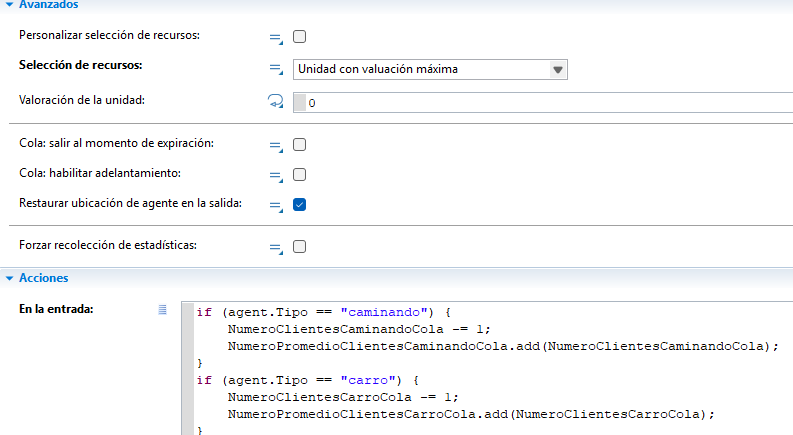 Avanzados
Personalizar selección de recursos:
Selección de recursos: Unidad con valuación máxima
Valoración de la unidad: 0
Cola: salir al momento de expiración:
Cola: habilitar adelantamiento:
Restaurar ubicación de agente en la salida:
Forzar recolección de estadísticas:
Acciones
En la entrada: if (agent.Tipo == "caminando") {
NumeroClientesCaminandoCola -= 1;
NumeroPromedioClientesCaminandoCola.add(NumeroClientesCaminandoCola);
}
if (agent.Tipo == "carro") {
NumeroClientesCarroCola -= 1;
NumeroPromedioClientesCarroCola.add(NumeroClientesCarroCola);
}